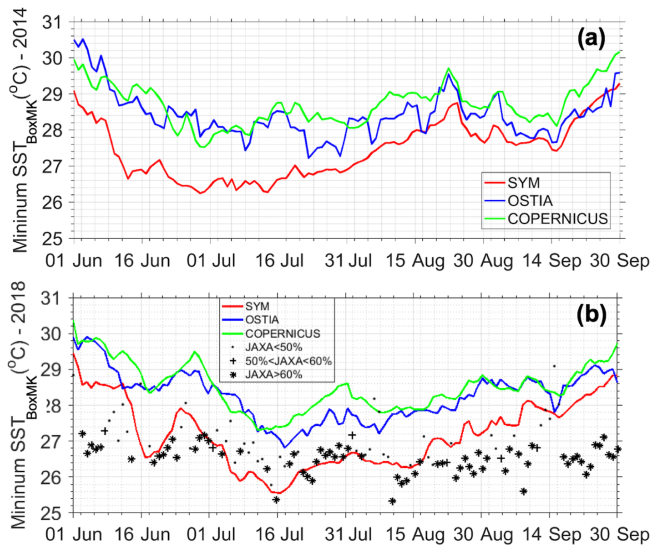 (a)
Mininum SST_BoxMK(°C) - 2014
31
30
29
28
27
26
25
SYM
OSTIA
COPERNICUS
01 Jun 16 Jun 01 Jul 16 Jul 31 Jul 15 Aug 30 Aug 14 Sep 30 Sep
(b)
Mininum SST_BoxMK(°C) - 2018
31
30
29
28
27
26
25
SYM
OSTIA
COPERNICUS
JAXA<50%
50%<JAXA<60%
JAXA>60%
01 Jun 16 Jun 01 Jul 16 Jul 31 Jul 15 Aug 30 Aug 14 Sep 30 Sep